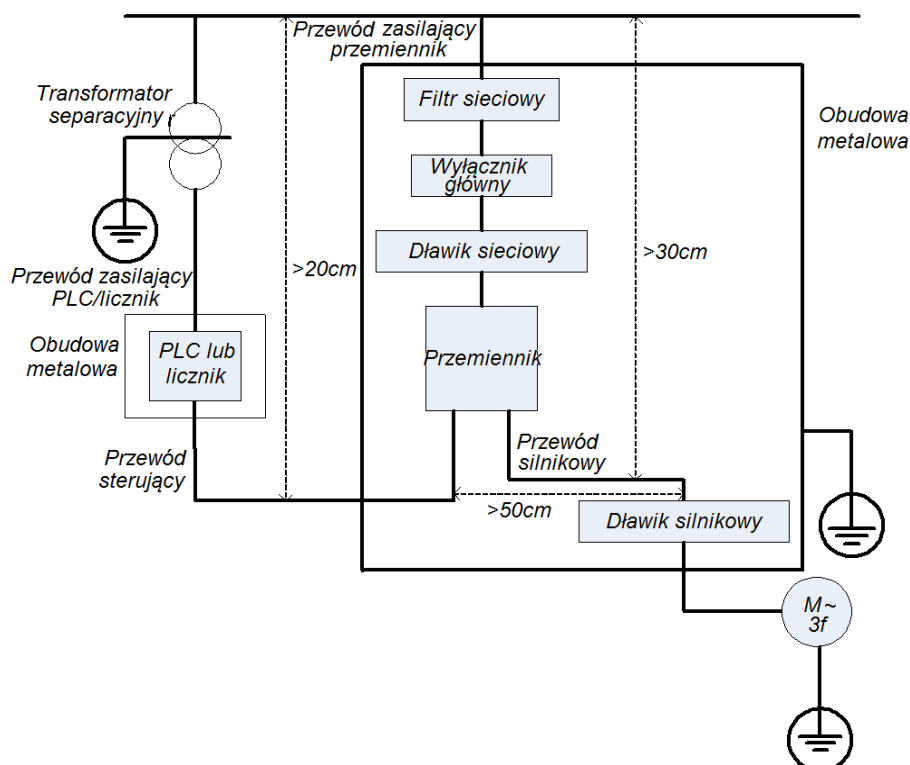 Przewód zasilający
przemiennik
Transformator
separacyjny
Filtr sieciowy
Obudowa
metalowa
Wyłącznik
główny
Dławik sieciowy
>20cm
>30cm
Przewód zasilający
PLC/licznik
Obudowa
metalowa
PLC lub
licznik
Przemiennik
Przewód
silnikowy
Przewód
sterujący
>50cm
Dławik silnikowy
M~
3f